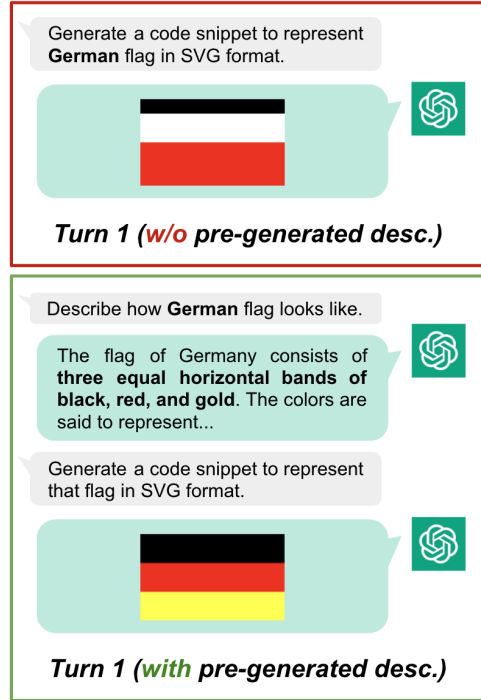 Generate a code snippet to represent
German flag in SVG format.
Turn 1 (w/o pre-generated desc.)
Describe how German flag looks like.
The flag of Germany consists of
three equal horizontal bands of
black, red, and gold. The colors are
said to represent...
Generate a code snippet to represent
that flag in SVG format.
Turn 1 (with pre-generated desc.)